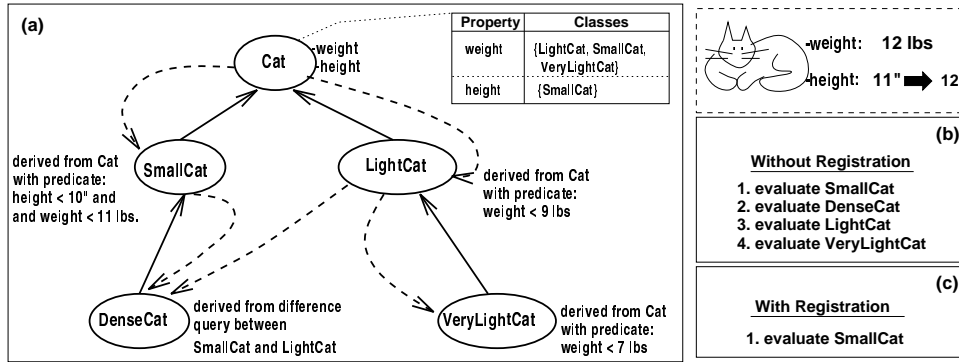 (a)
Cat
-weight
-height
Property Classes
weight {LightCat, SmallCat,
VeryLightCat}
height {SmallCat}
SmallCat
LightCat
derived from Cat
with predicate:
height < 10" and
and weight < 11 lbs.
derived from Cat
with predicate:
weight < 9 lbs
DenseCat
derived from difference
query between
SmallCat and LightCat
VeryLightCat
derived from Cat
with predicate:
weight < 7 lbs
-weight: 12 lbs
-height: 11" 12
(b)
Without Registration
1. evaluate SmallCat
2. evaluate DenseCat
3. evaluate LightCat
4. evaluate VeryLightCat
(c)
With Registration
1. evaluate SmallCat